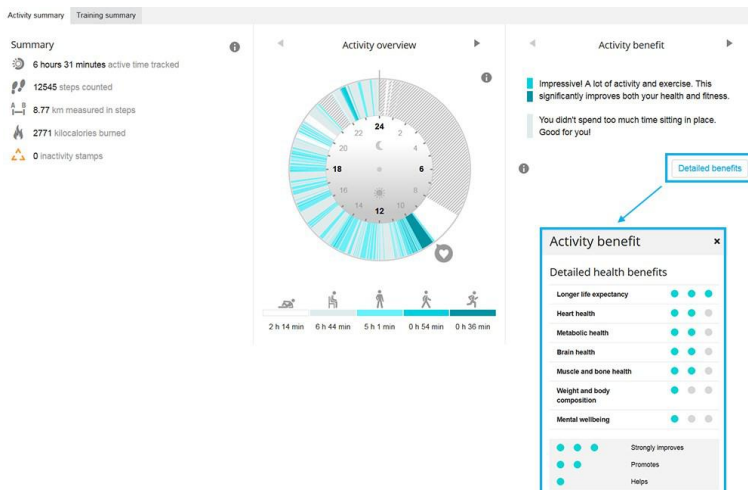 Activity summary
Training summary
Summary
6 hours 31 minutes active time tracked
12545 steps counted
A B
8.77 km measured in steps
2771 kilocalories burned
0 inactivity stamps
Activity overview
24
22
2
20
4
18
6
16
8
14
10
12
2 h 14 min
6 h 44 min
5 h 1 min
0 h 54 min
0 h 36 min
Activity benefit
Impressive! A lot of activity and exercise. This
significantly improves both your health and fitness.
You didn't spend too much time sitting in place.
Good for you!
Detailed benefits
Activity benefit
×
Detailed health benefits
Longer life expectancy
Heart health
Metabolic health
Brain health
Muscle and bone health
Weight and body
composition
Mental wellbeing
Strongly improves
Promotes
Helps